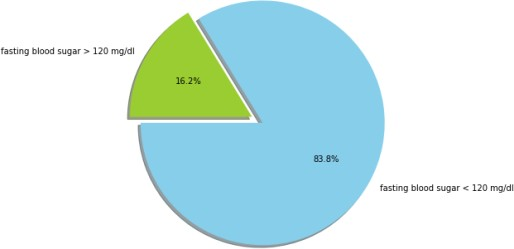 fasting blood sugar > 120 mg/dl
16.2%
83.8%
fasting blood sugar < 120 mg/dl